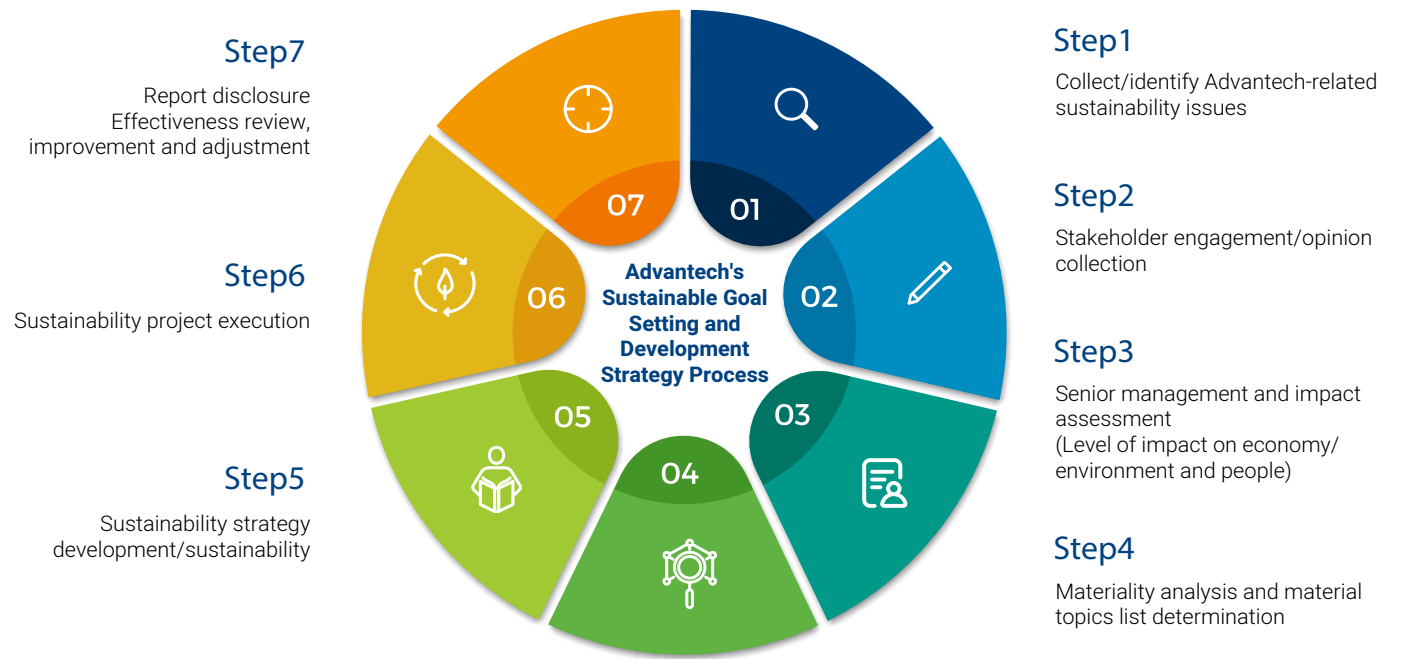 Step1
Collect/identify Advantech-related
sustainability issues
Step2
Stakeholder engagement/opinion
collection
Step3
Senior management and impact
assessment
(Level of impact on economy/
environment and people)
Step4
Materiality analysis and material
topics list determination
Step5
Sustainability strategy
development/sustainability
Step6
Sustainability project execution
Step7
Report disclosure
Effectiveness review,
improvement and adjustment
01
02
03
04
05
06
07
Advantech's
Sustainable Goal
Setting and
Development
Strategy Process